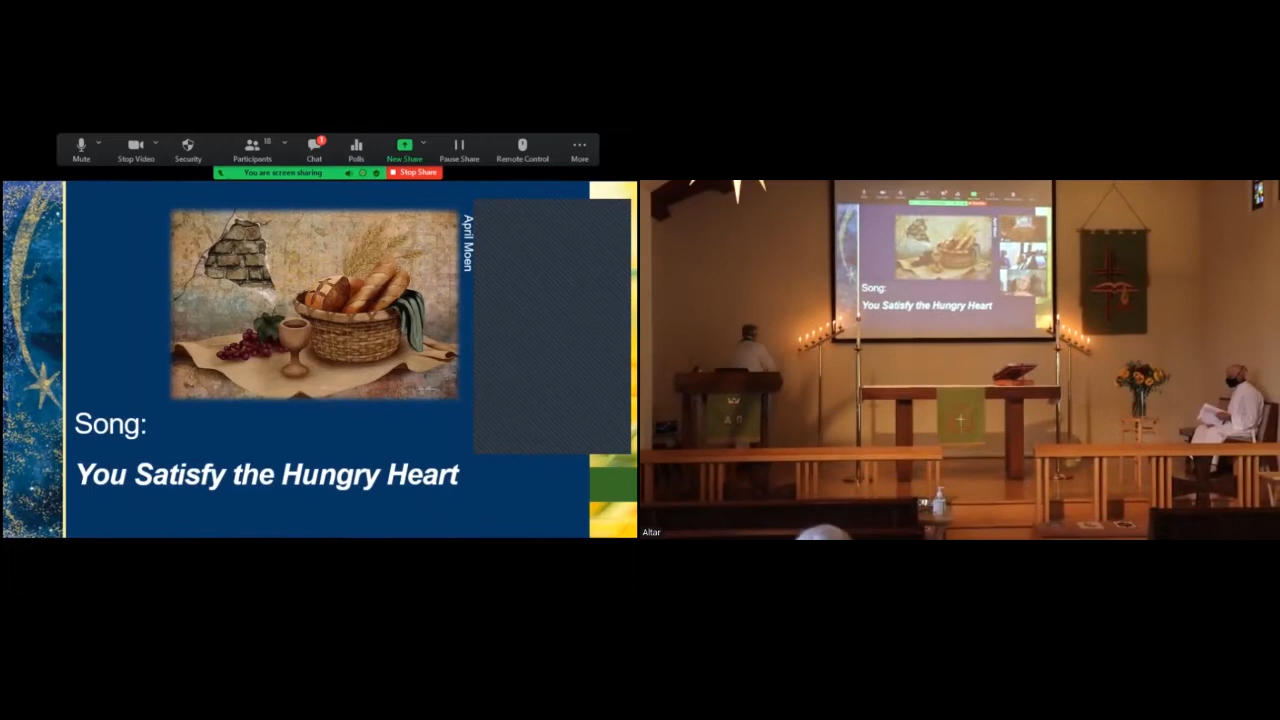 Mute
Stop Video
Security
Participants
18
Chat
1
Polls
New Share
Pause Share
Remote Control
More
You are screen sharing
Stop Share
April Moen
Song:
You Satisfy the Hungry Heart
Song:
You Satisfy the Hungry Heart
Α Ω
Altar